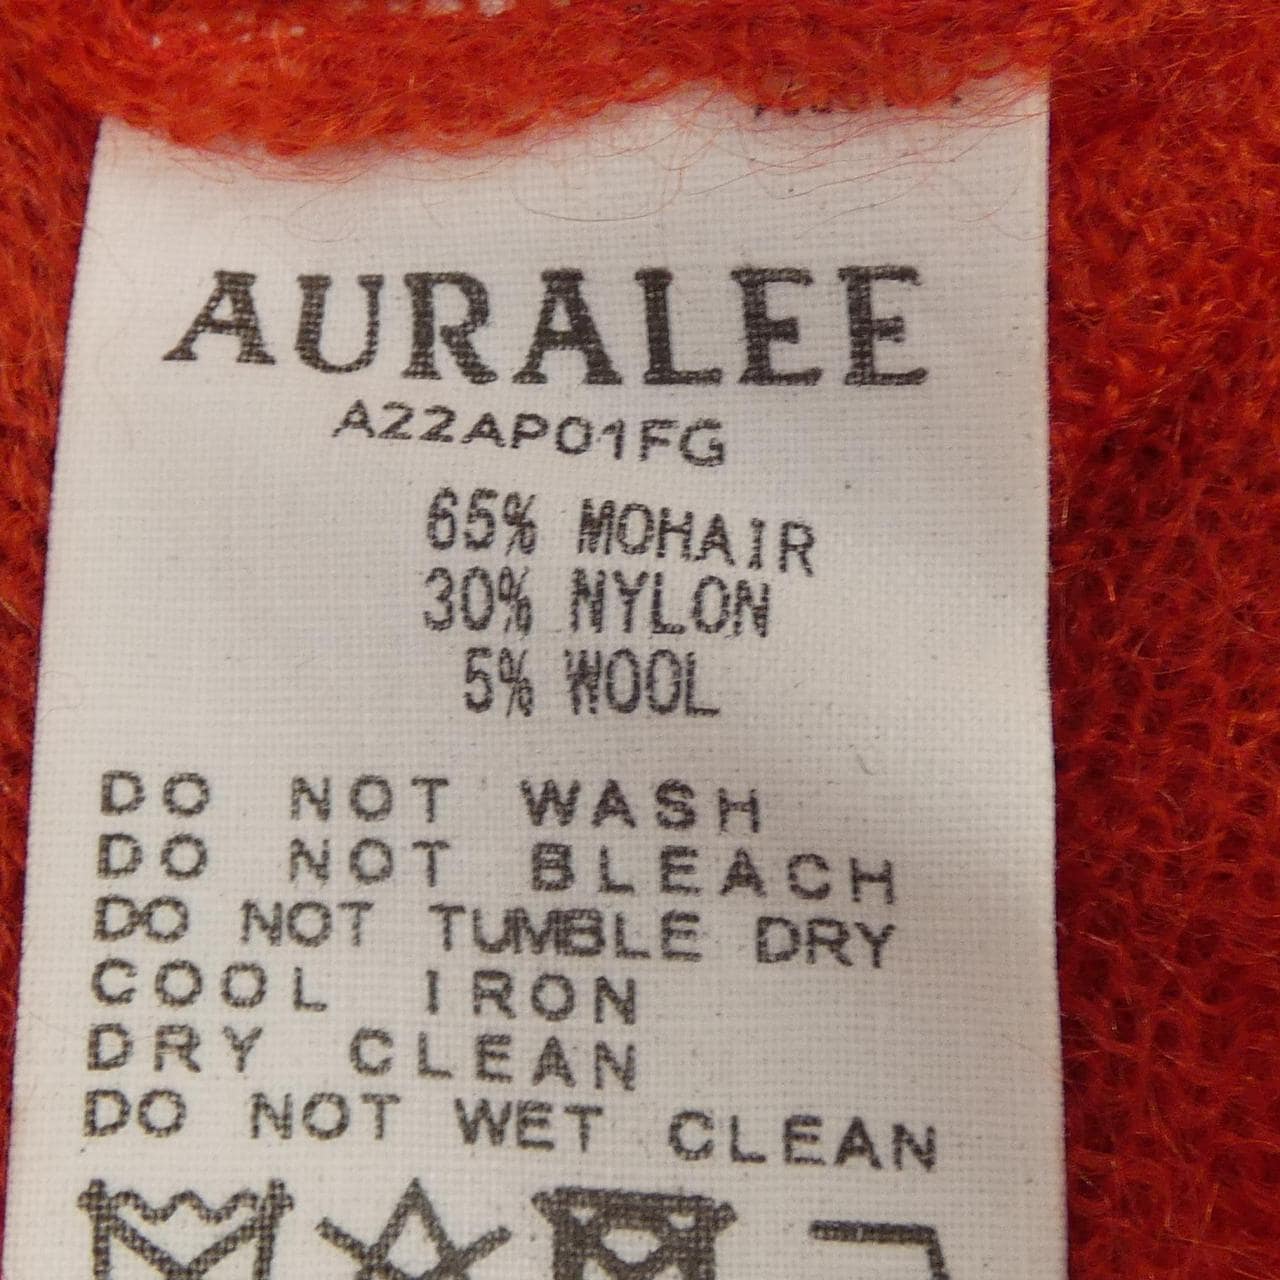 AURALEE
A22AP01FG
65% MOHAIR
30% NYLON
5% WOOL
DO NOT WASH
DO NOT BLEACH
DO NOT TUMBLE DRY
COOL IRON
DRY CLEAN
DO NOT WET CLEAN